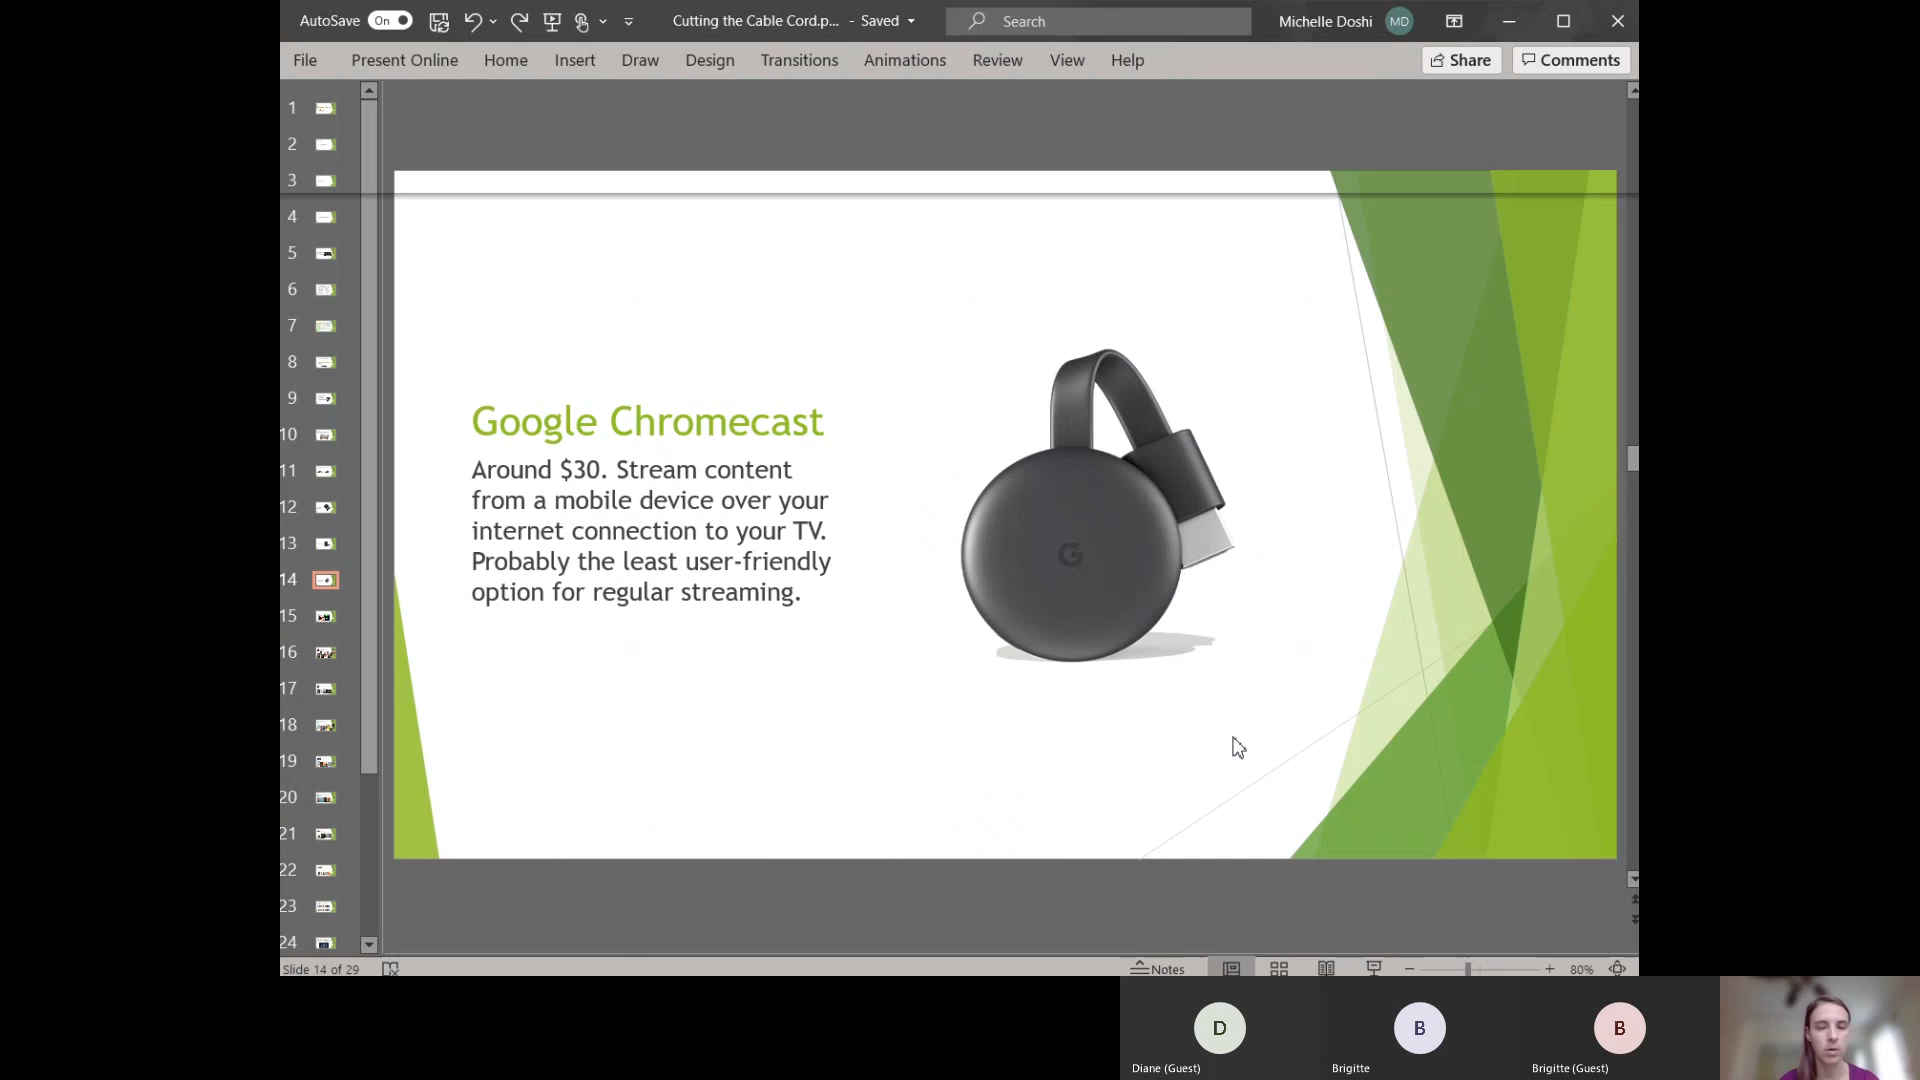 AutoSave On Cutting the Cable Cord.p... - Saved Search Michelle Doshi MD
File Present Online Home Insert Draw Design Transitions Animations Review View Help Share Comments
1
2
3
4
5
6
7
8
9
10
11
12
13
14
15
16
17
18
19
20
21
22
23
24
Google Chromecast
Around $30. Stream content
from a mobile device over your
internet connection to your TV.
Probably the least user-friendly
option for regular streaming.
G
Slide 14 of 29 Notes 80%
D B B
Diane (Guest) Brigitte Brigitte (Guest)